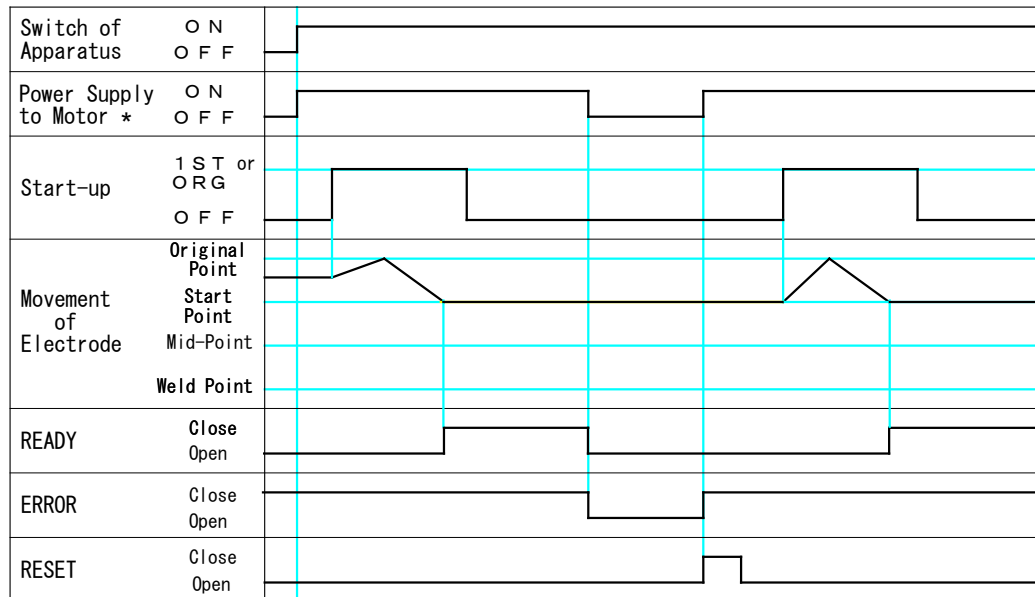 Switch of
Apparatus
ON
OFF
Power Supply
to Motor *
ON
OFF
Start-up
1ST or
ORG
OFF
Movement
of
Electrode
Original
Point
Start
Point
Mid-Point
Weld Point
READY
Close
Open
ERROR
Close
Open
RESET
Close
Open